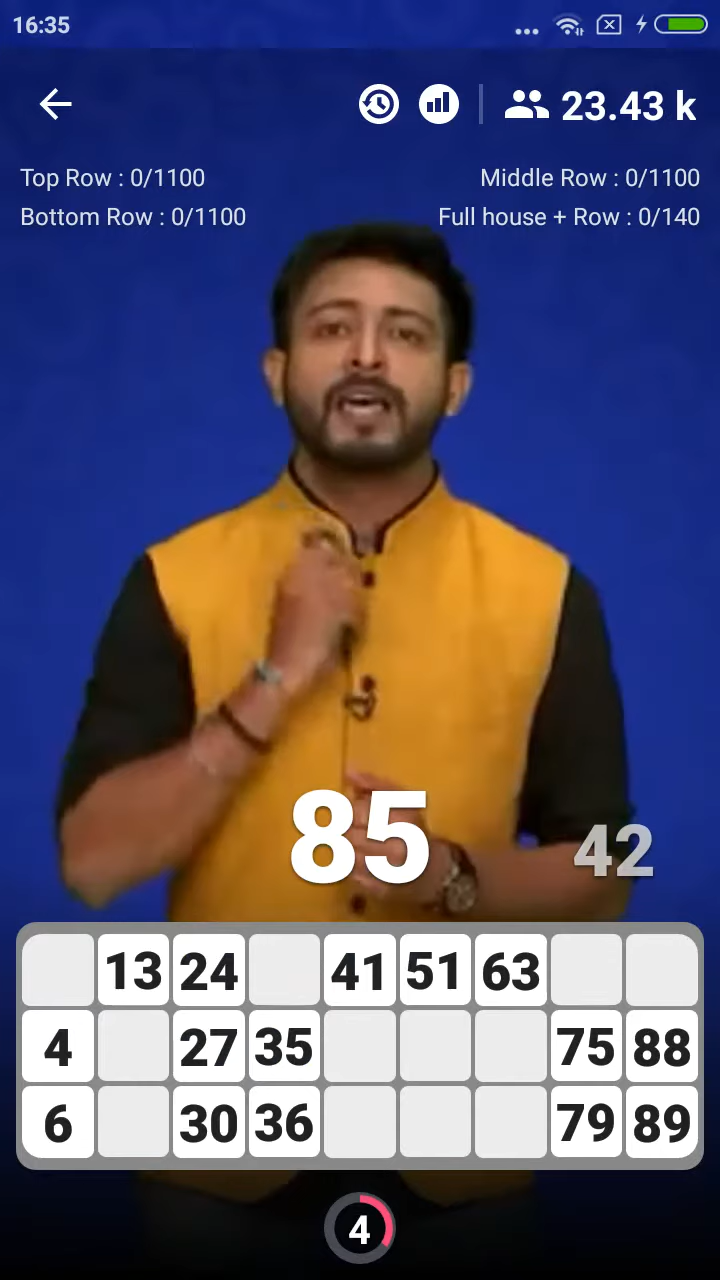 16:35
23.43 k
Top Row : 0/1100 Middle Row : 0/1100
Bottom Row : 0/1100 Full house + Row : 0/140
85 42
13 24 41 51 63
4 27 35 75 88
6 30 36 79 89
4